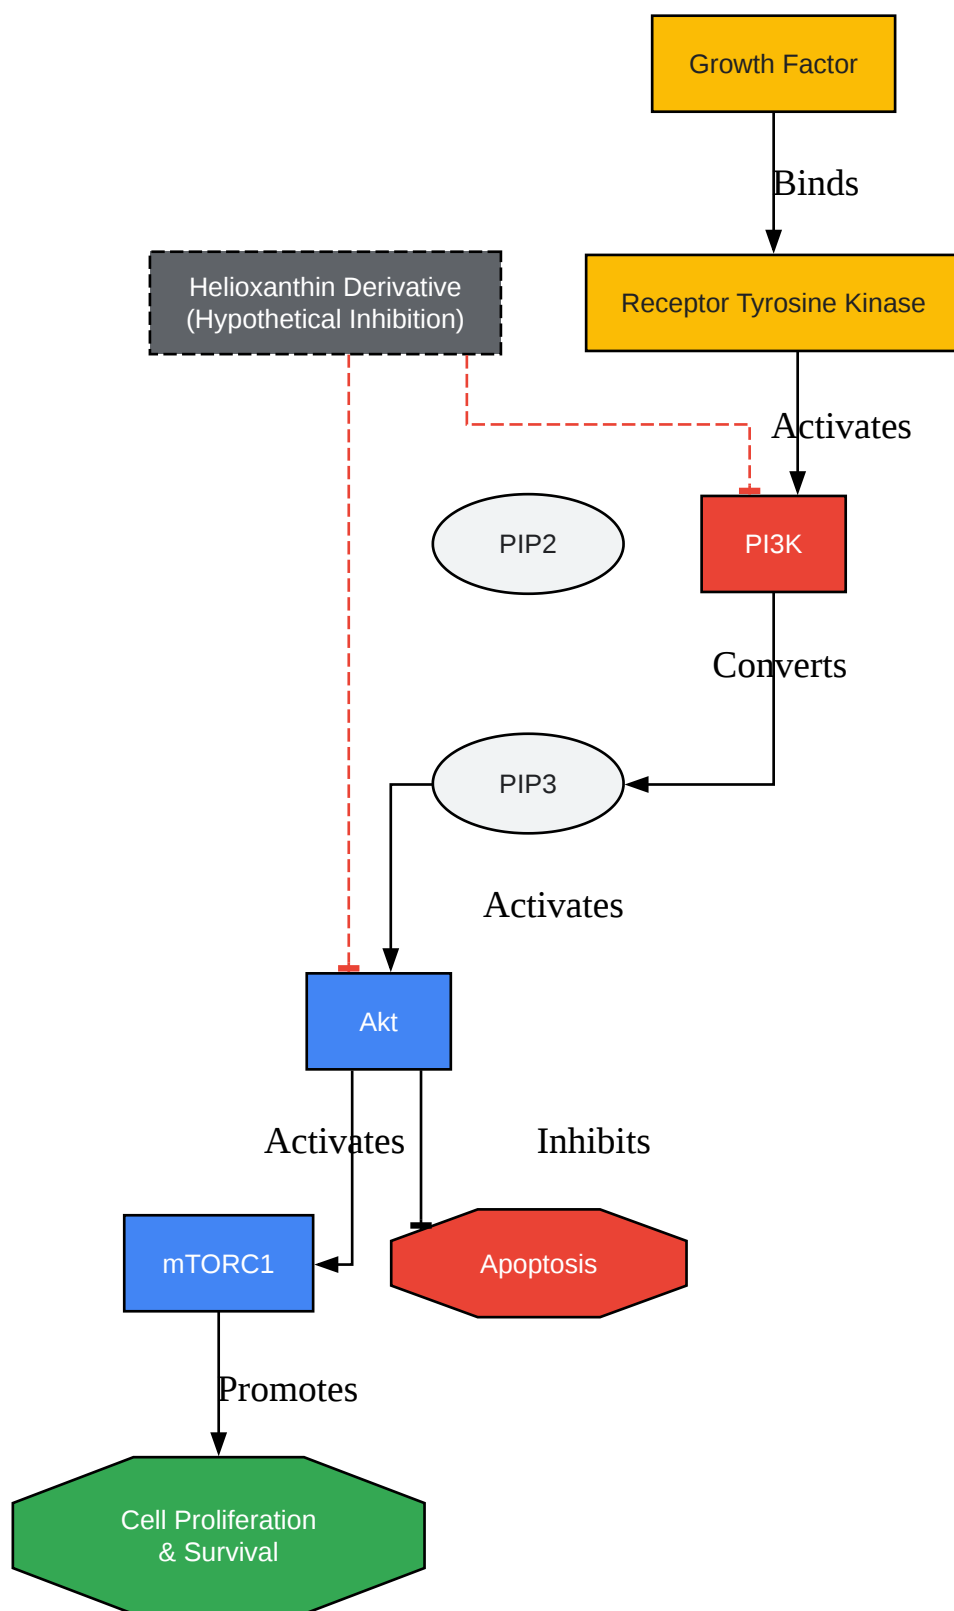 Growth Factor
Binds
Helioxanthin Derivative
(Hypothetical Inhibition)
Receptor Tyrosine Kinase
Activates
PIP2
PI3K
Converts
PIP3
Activates
Akt
Activates
Inhibits
mTORC1
Apoptosis
Promotes
Cell Proliferation
& Survival